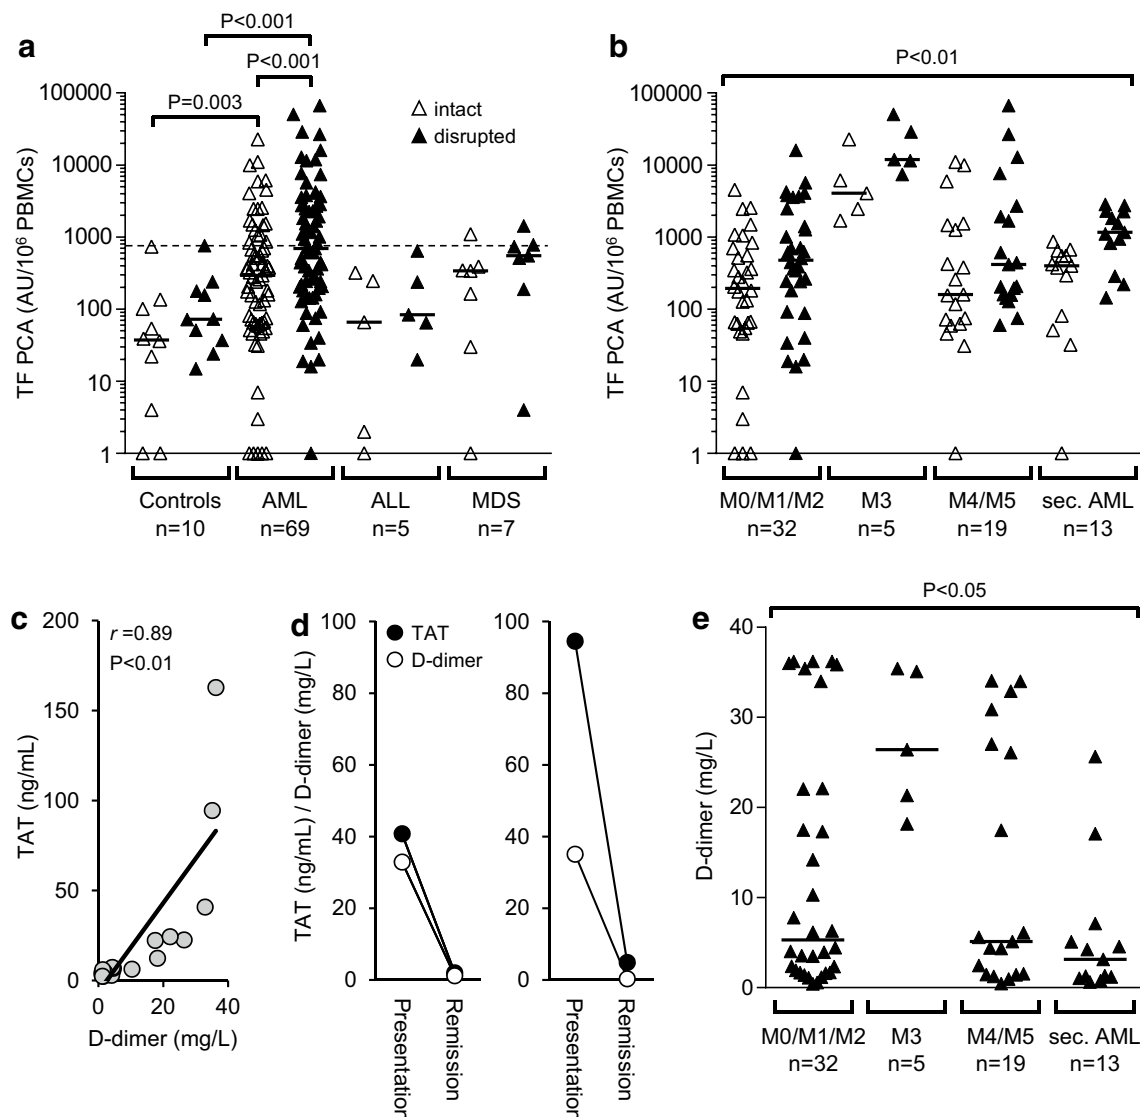 a
P<0.001
P<0.001
P=0.003
TF PCA (AU/10⁶ PBMCs)
100000
10000
1000
100
10
1
intact
disrupted
Controls
n=10
AML
n=69
ALL
n=5
MDS
n=7
b
P<0.01
TF PCA (AU/10⁶ PBMCs)
100000
10000
1000
100
10
1
M0/M1/M2
n=32
M3
n=5
M4/M5
n=19
sec. AML
n=13
c
r =0.89
P<0.01
TAT (ng/mL)
200
150
100
50
0
0 20 40
D-dimer (mg/L)
d
TAT
D-dimer
TAT (ng/mL) / D-dimer (mg/L)
100
80
60
40
20
0
Presentation
Remission
100
80
60
40
20
0
Presentation
Remission
e
P<0.05
D-dimer (mg/L)
40
30
20
10
0
M0/M1/M2
n=32
M3
n=5
M4/M5
n=19
sec. AML
n=13